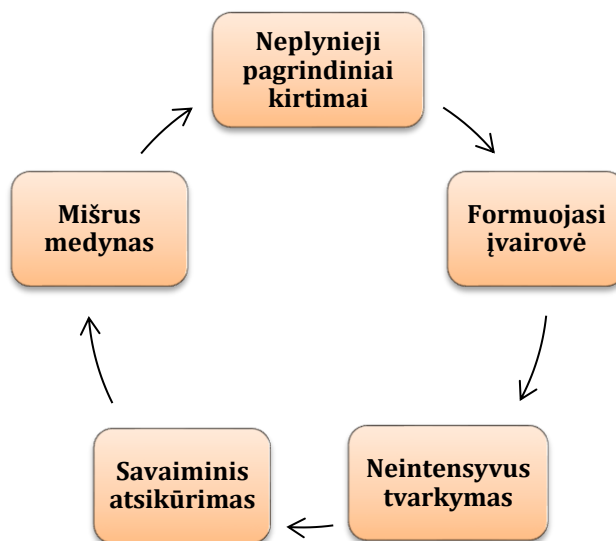 Neplynieji
pagrindiniai
kirtimai
Formuojasi
įvairovė
Neintensyvus
tvarkymas
Savaiminis
atsikūrimas
Mišrus
medynas